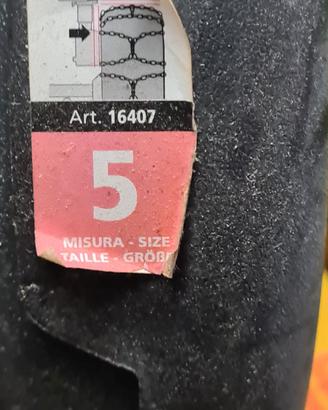 Art. 16407
5
MISURA - SIZE
TAILLE - GRÖß